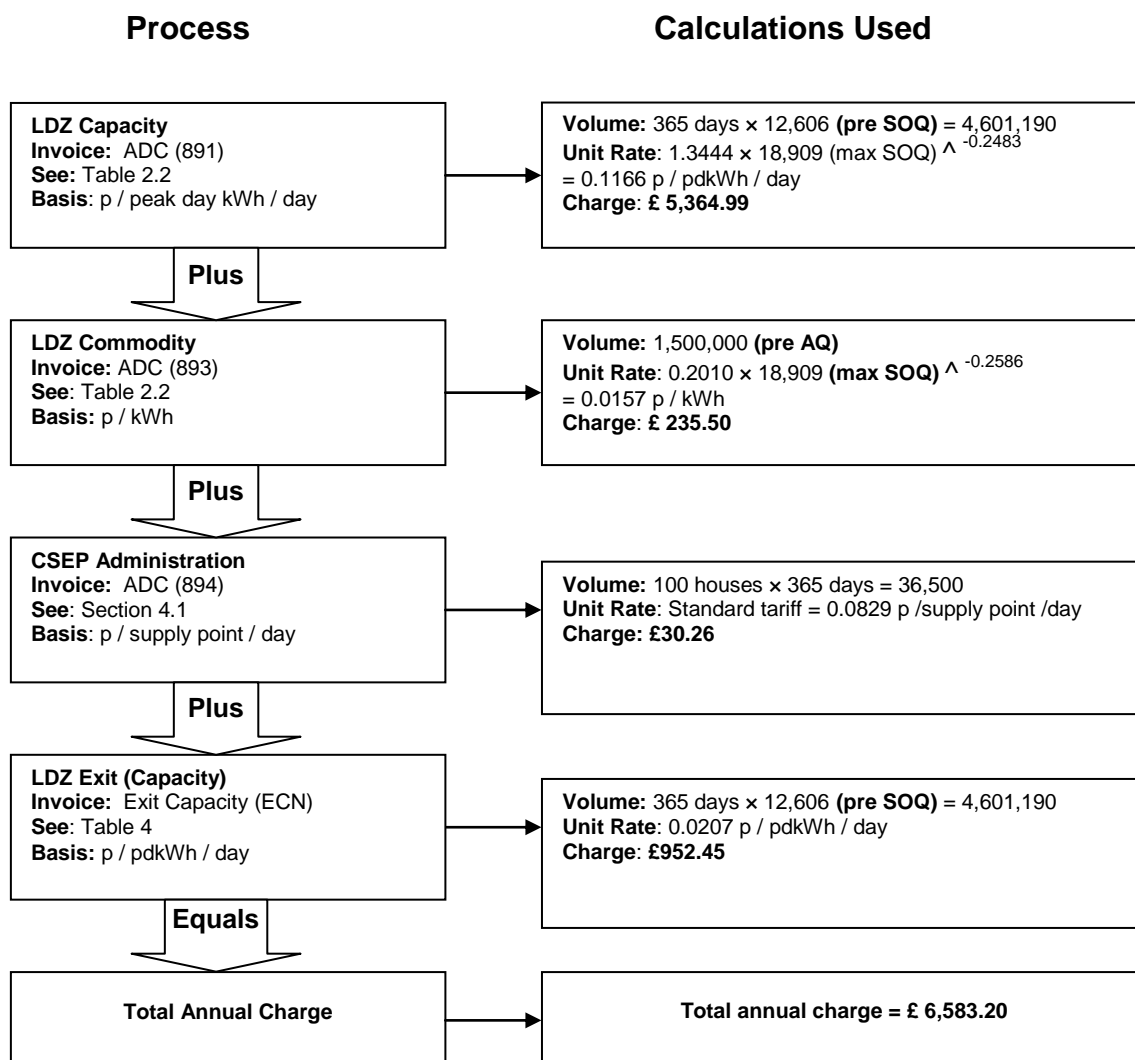 Process
Calculations Used
LDZ Capacity
Invoice: ADC (891)
See: Table 2.2
Basis: p / peak day kWh / day
Volume: 365 days × 12,606 (pre SOQ) = 4,601,190
Unit Rate: 1.3444 × 18,909 (max SOQ) ^ -0.2483
= 0.1166 p / pdkWh / day
Charge: £ 5,364.99
Plus
LDZ Commodity
Invoice: ADC (893)
See: Table 2.2
Basis: p / kWh
Volume: 1,500,000 (pre AQ)
Unit Rate: 0.2010 × 18,909 (max SOQ) ^ -0.2586
= 0.0157 p / kWh
Charge: £ 235.50
Plus
CSEP Administration
Invoice: ADC (894)
See: Section 4.1
Basis: p / supply point / day
Volume: 100 houses × 365 days = 36,500
Unit Rate: Standard tariff = 0.0829 p /supply point /day
Charge: £30.26
Plus
LDZ Exit (Capacity)
Invoice: Exit Capacity (ECN)
See: Table 4
Basis: p / pdkWh / day
Volume: 365 days × 12,606 (pre SOQ) = 4,601,190
Unit Rate: 0.0207 p / pdkWh / day
Charge: £952.45
Equals
Total Annual Charge
Total annual charge = £ 6,583.20